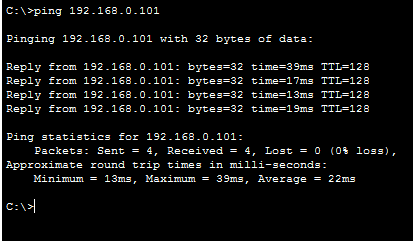 C:\>ping 192.168.0.101
Pinging 192.168.0.101 with 32 bytes of data:
Reply from 192.168.0.101: bytes=32 time=39ms TTL=128
Reply from 192.168.0.101: bytes=32 time=17ms TTL=128
Reply from 192.168.0.101: bytes=32 time=13ms TTL=128
Reply from 192.168.0.101: bytes=32 time=19ms TTL=128
Ping statistics for 192.168.0.101:
Packets: Sent = 4, Received = 4, Lost = 0 (0% loss),
Approximate round trip times in milli-seconds:
Minimum = 13ms, Maximum = 39ms, Average = 22ms
C:\>